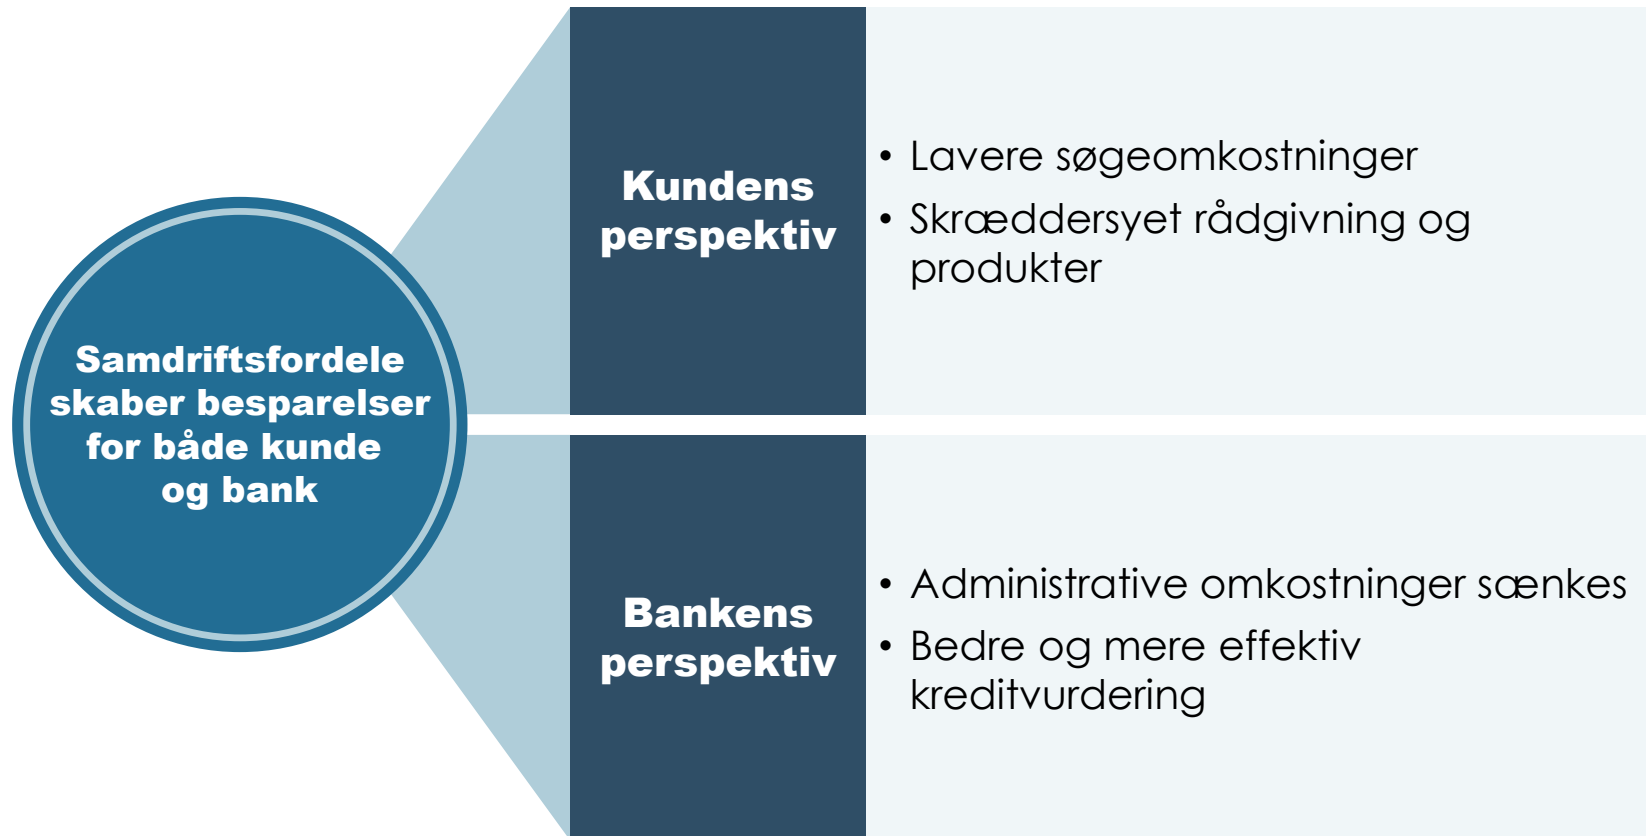 Samdriftsfordele
skaber besparelser
for både kunde
og bank
Kundens
perspektiv
• Lavere søgeomkostninger
• Skræddersyet rådgivning og
produkter
Bankens
perspektiv
• Administrative omkostninger sænkes
• Bedre og mere effektiv
kreditvurdering